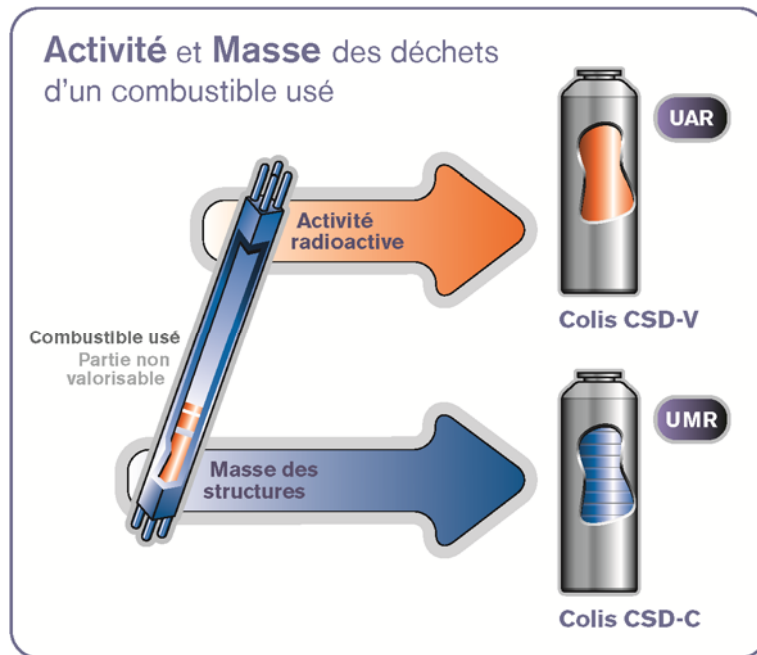 Activité et Masse des déchets
d'un combustible usé
UAR
Activité
radioactive
Colis CSD-V
Combustible usé
Partie non
valorisable
UMR
Masse des
structures
Colis CSD-C